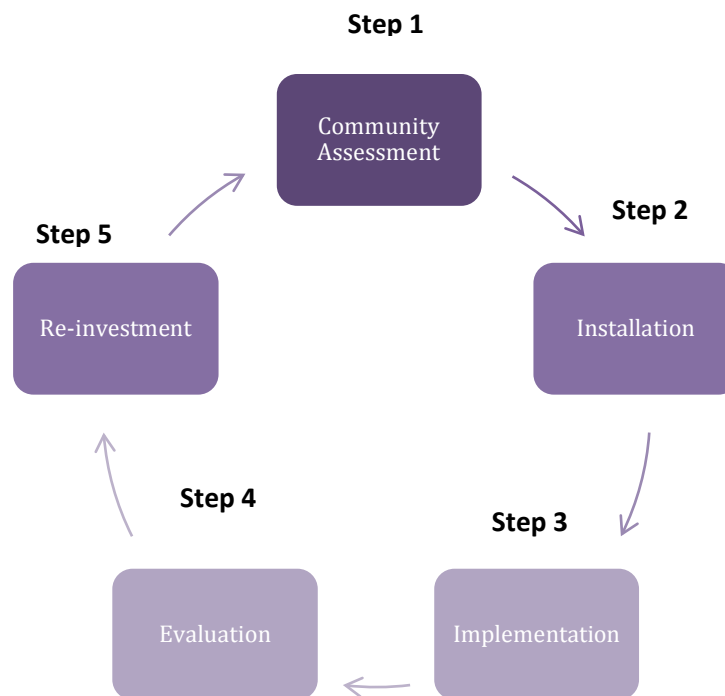 Step 1
Community
Assessment
Step 2
Installation
Step 3
Implementation
Step 4
Evaluation
Step 5
Re-investment